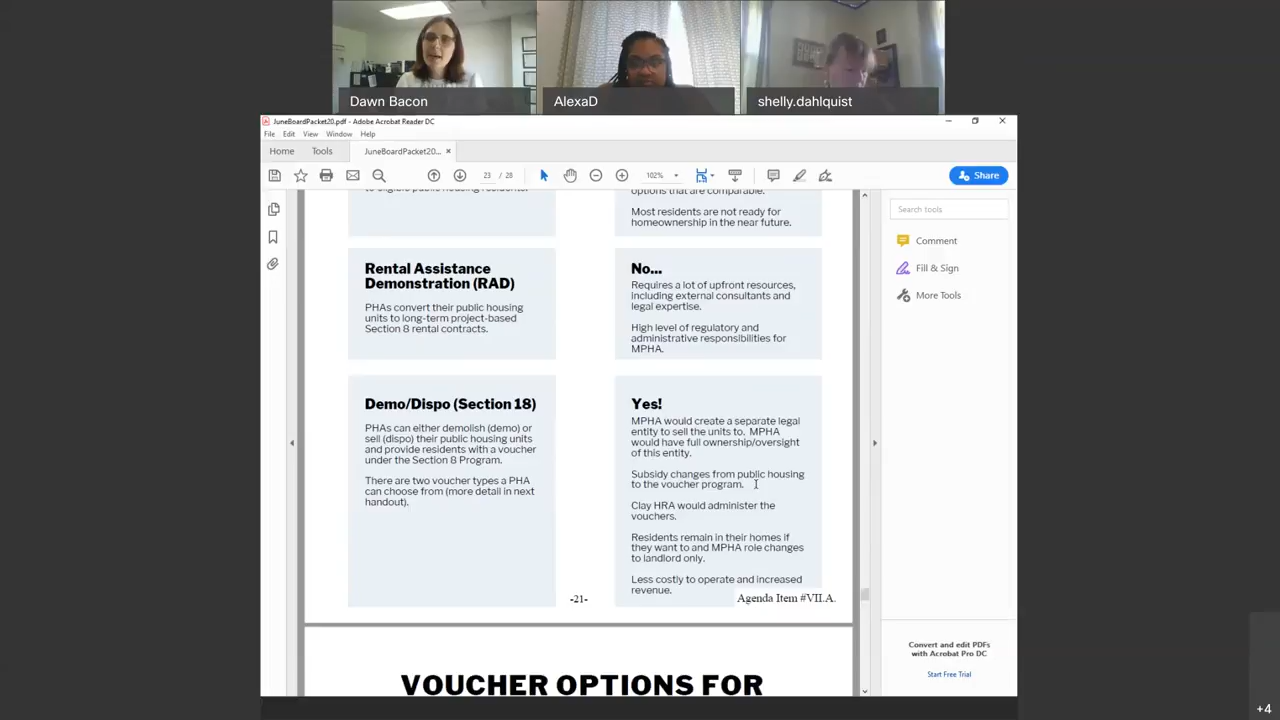 Dawn Bacon
AlexaD
shelly.dahlquist
JuneBoardPacket20.pdf - Adobe Acrobat Reader DC
File Edit View Window Help
Home Tools JuneBoardPacket20... ×
23 / 28 102% Share
to eligible public housing residents.
options that are comparable.
Most residents are not ready for
homeownership in the near future.
Rental Assistance
Demonstration (RAD)
PHAs convert their public housing
units to long-term project-based
Section 8 rental contracts.
No...
Requires a lot of upfront resources,
including external consultants and
legal expertise.
High level of regulatory and
administrative responsibilities for
MPHA.
Demo/Dispo (Section 18)
PHAs can either demolish (demo) or
sell (dispo) their public housing units
and provide residents with a voucher
under the Section 8 Program.
There are two voucher types a PHA
can choose from (more detail in next
handout).
Yes!
MPHA would create a separate legal
entity to sell the units to. MPHA
would have full ownership/oversight
of this entity.
Subsidy changes from public housing
to the voucher program.
Clay HRA would administer the
vouchers.
Residents remain in their homes if
they want to and MPHA role changes
to landlord only.
Less costly to operate and increased
revenue.
-21-
Agenda Item #VII.A.
VOUCHER OPTIONS FOR
Search tools
Comment
Fill & Sign
More Tools
Convert and edit PDFs
with Acrobat Pro DC
Start Free Trial
+4